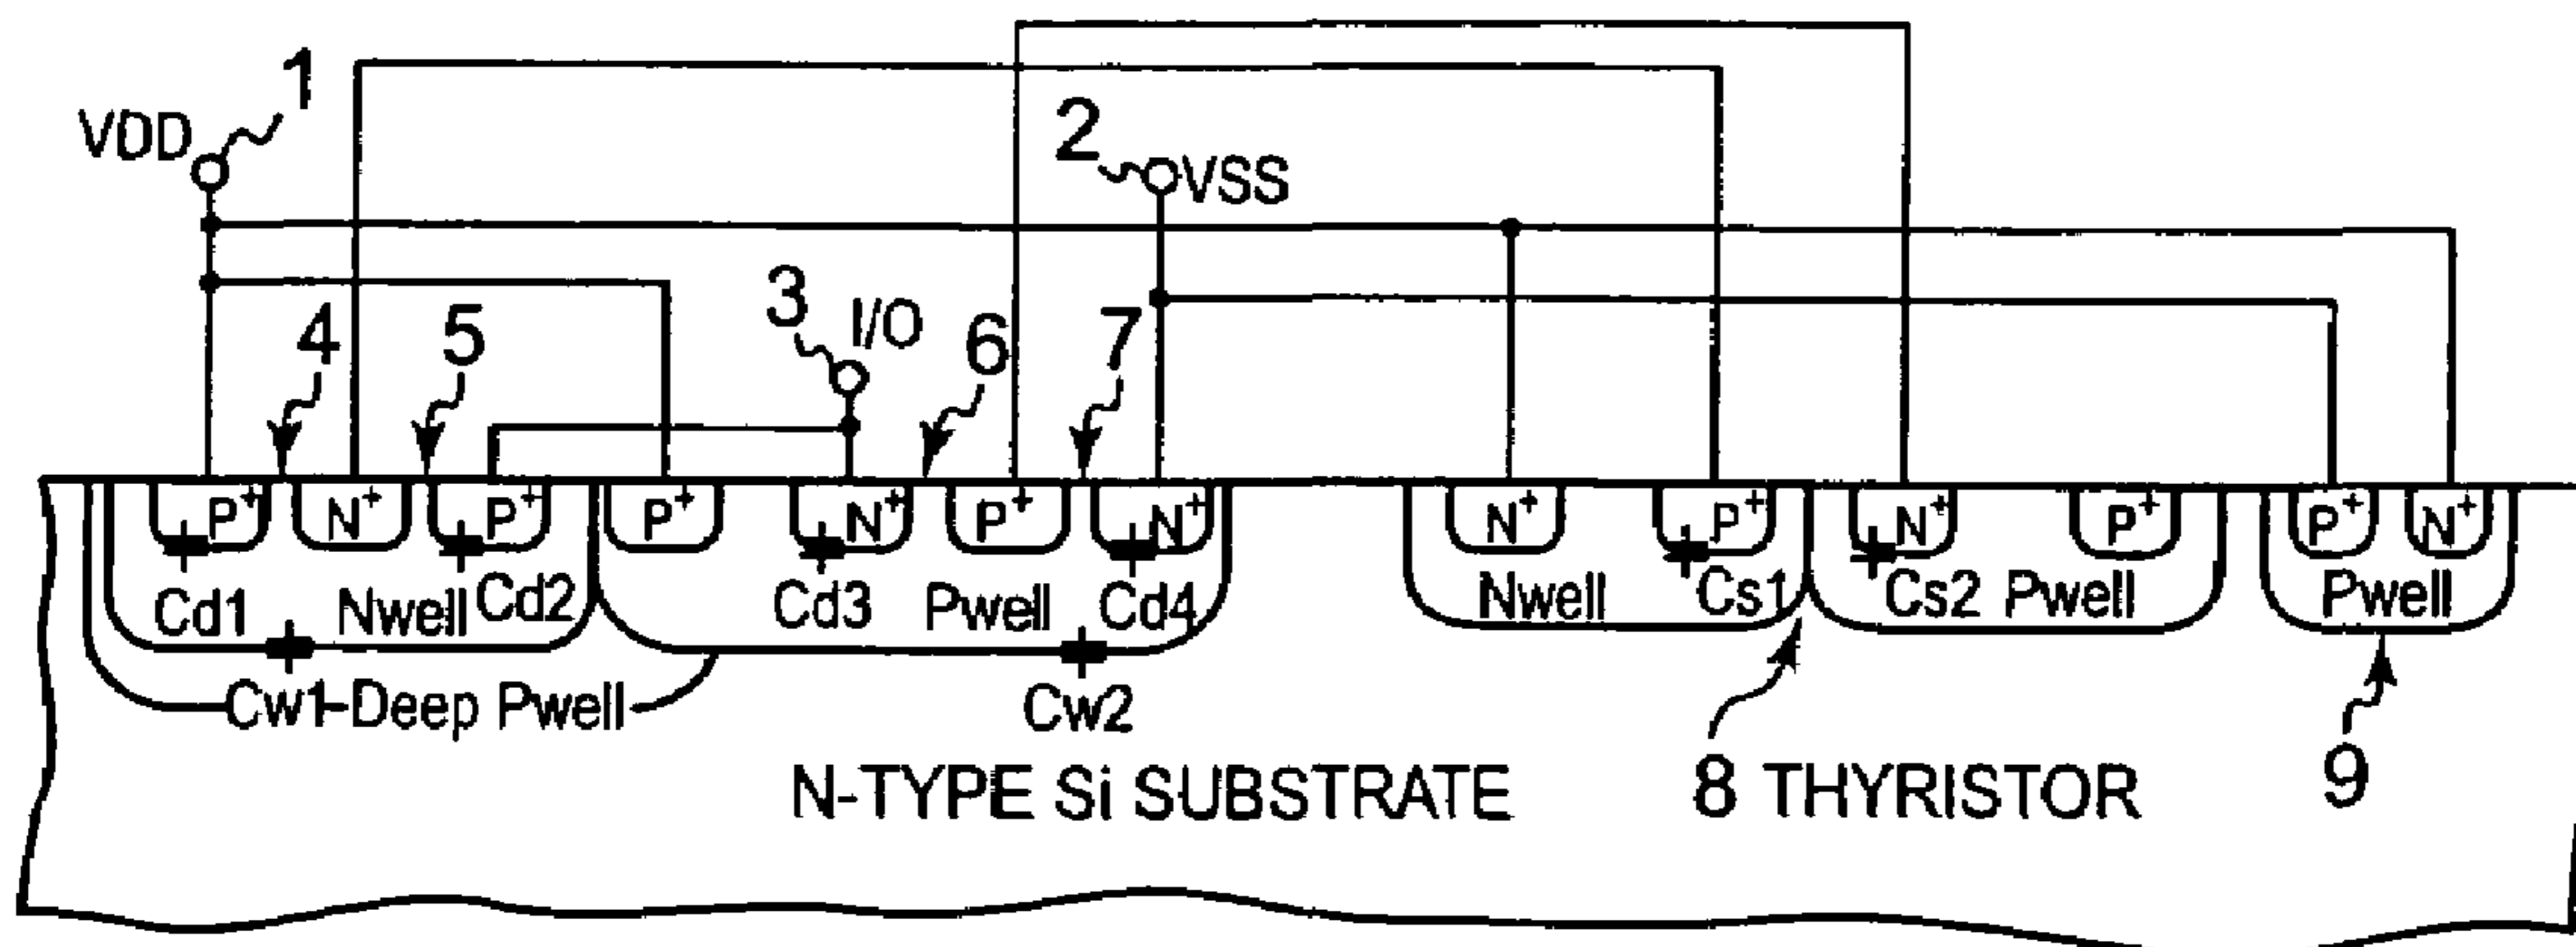 1
VDD
2
VSS
3
I/O
4
5
6
7
P+
N+
P+
P+
N+
P+
N+
N+
P+
N+
P+
P+
N+
Cd1
Nwell
Cd2
Cd3
Pwell
Cd4
Nwell
Cs1
Cs2
Pwell
Pwell
Cw1
Deep Pwell
Cw2
N-TYPE Si SUBSTRATE
8 THYRISTOR
9